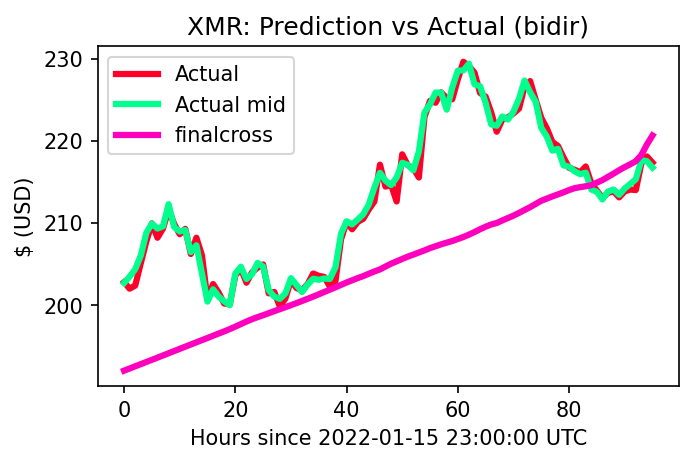 XMR: Prediction vs Actual (bidir)
230
220
210
200
$ (USD)
Actual
Actual mid
finalcross
0
20
40
60
80
Hours since 2022-01-15 23:00:00 UTC